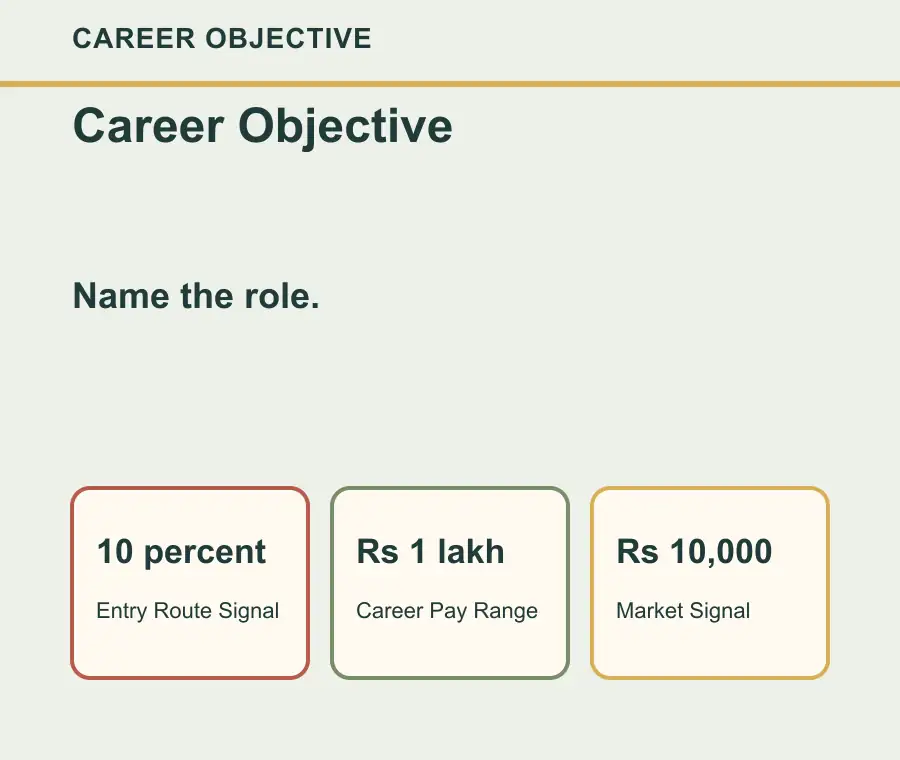 CAREER OBJECTIVE
Career Objective
Name the role.
10 percent
Entry Route Signal
Rs 1 lakh
Career Pay Range
Rs 10,000
Market Signal